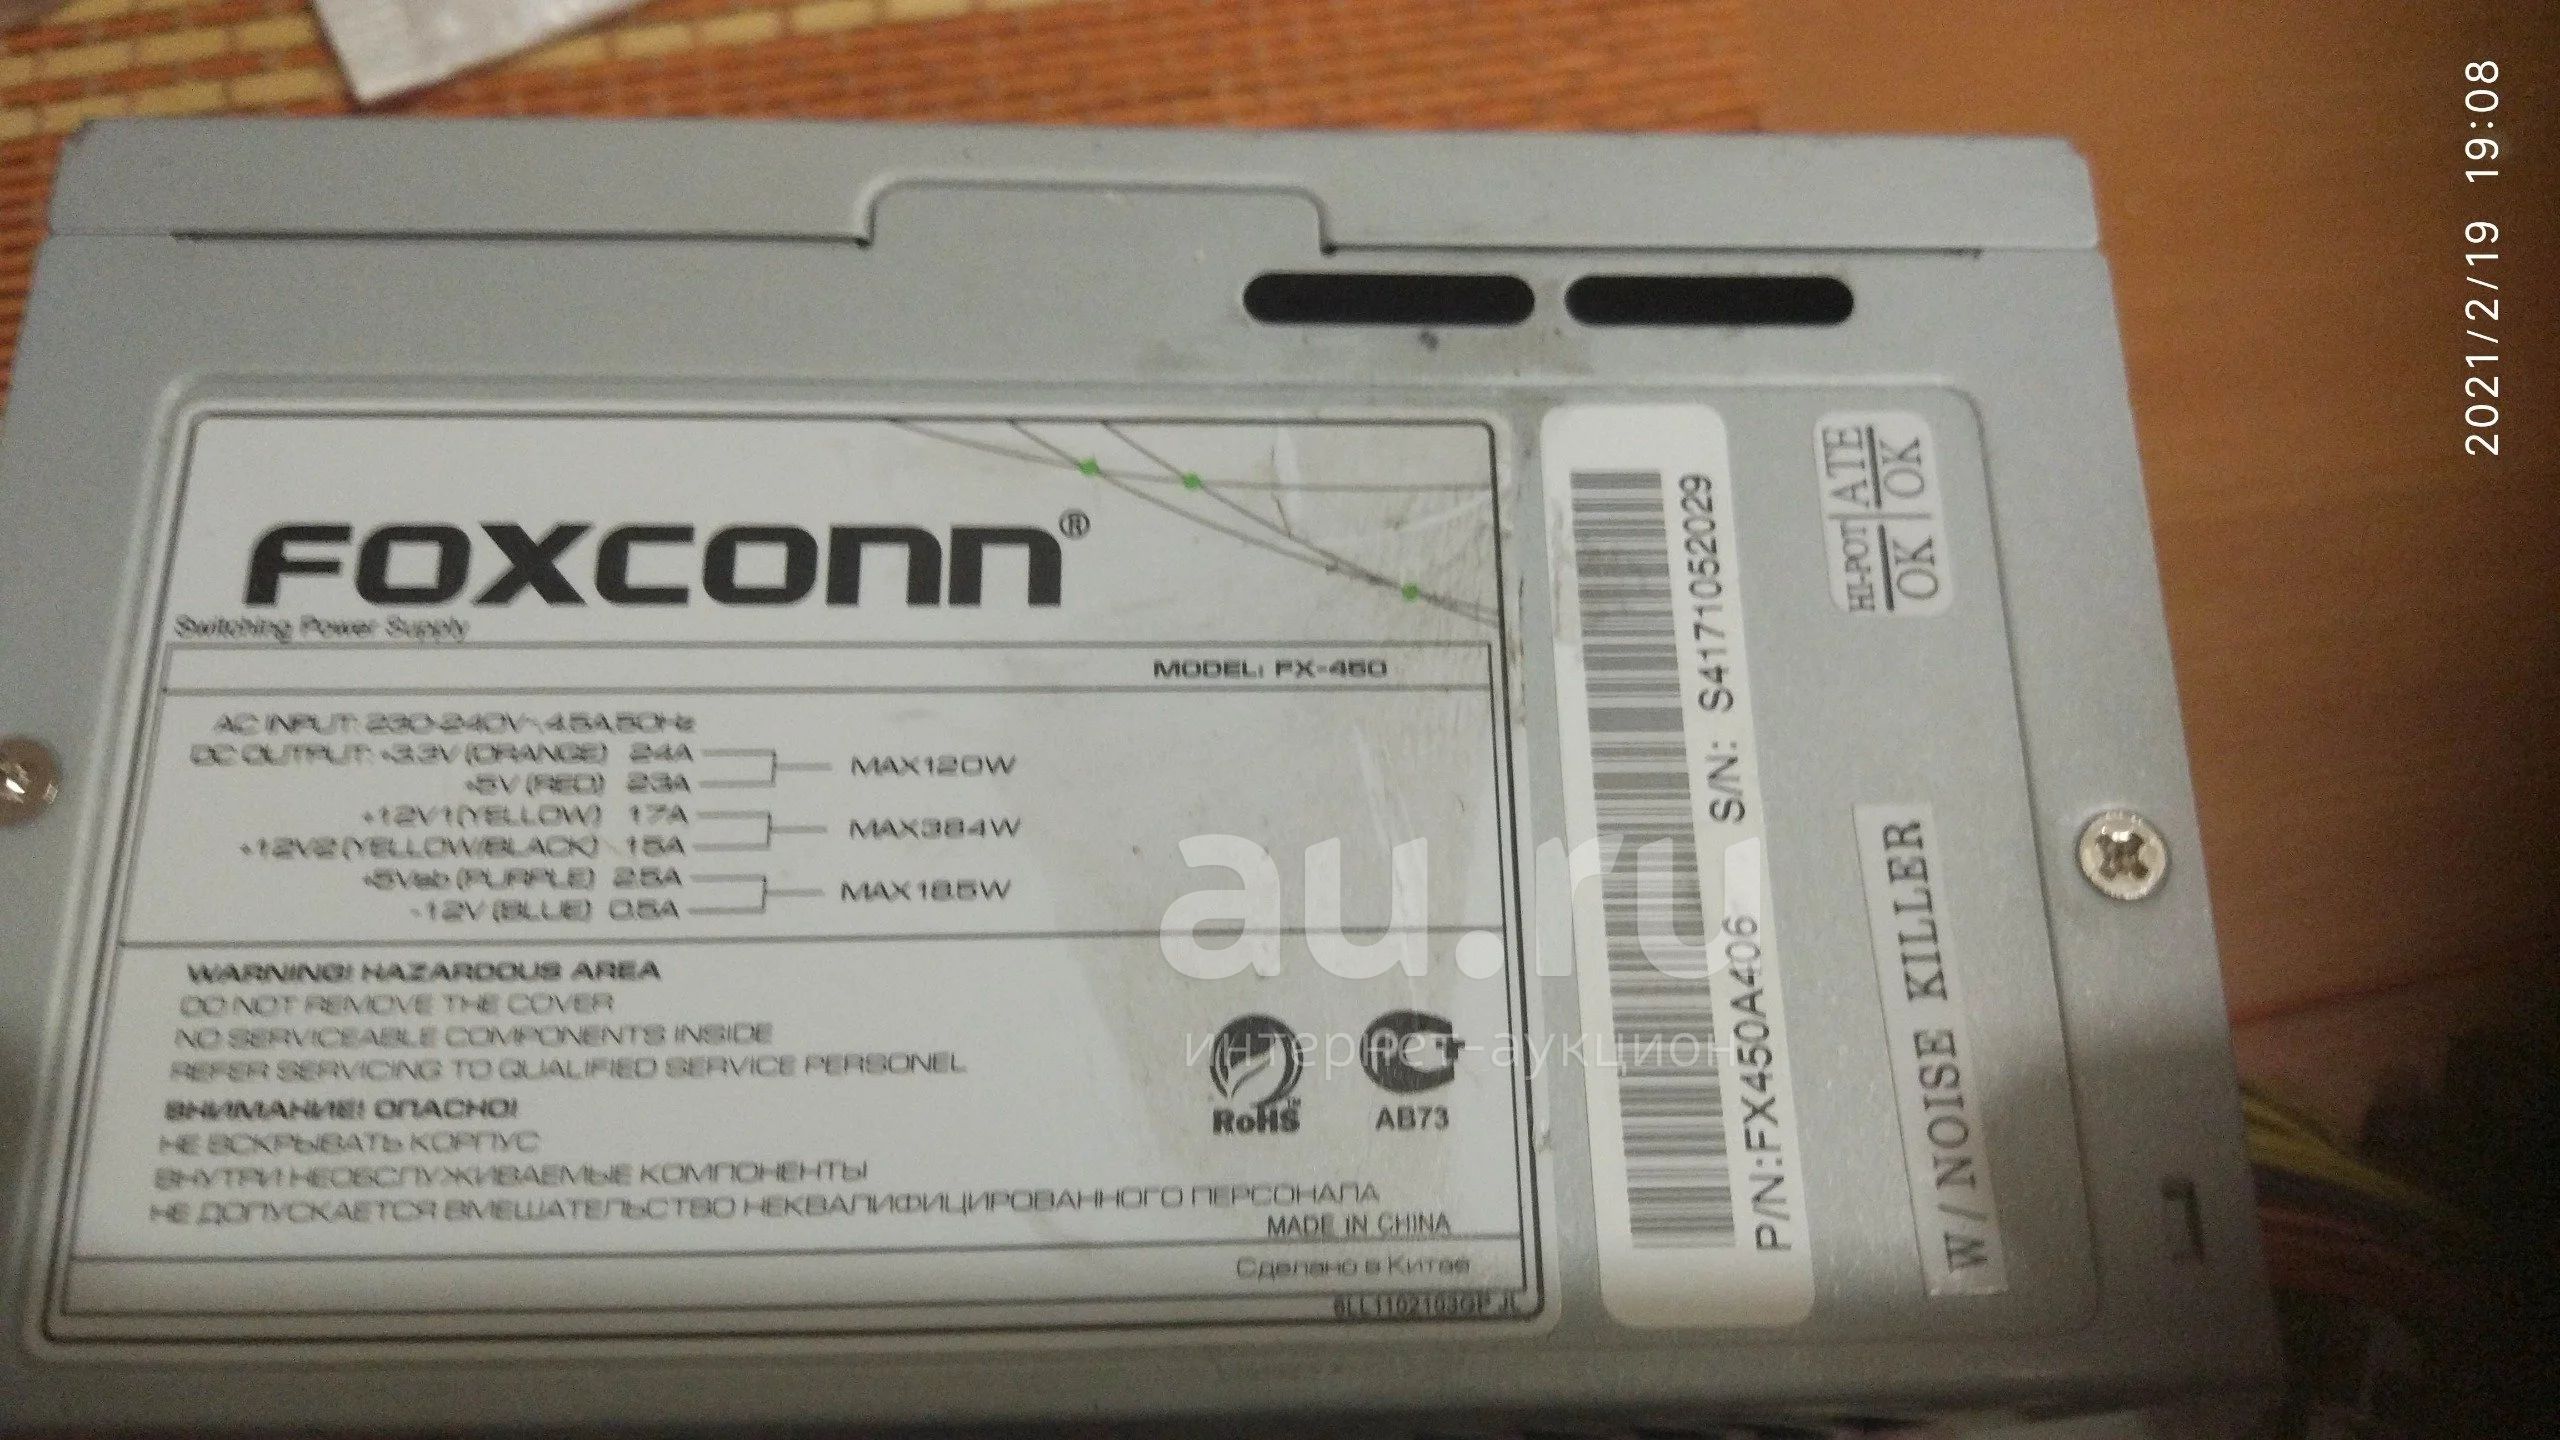 2021/2/19 19:08
FOXCONN®
Switching Power Supply
MODEL: FX-450
AC INPUT: 230-240V~, 4.5A, 50Hz
DC OUTPUT: +3.3V (ORANGE) 24A
+5V (RED) 23A
MAX120W
+12V1(YELLOW) 17A
+12V2(YELLOW/BLACK) 15A
MAX384W
+5Vsb (PURPLE) 2.5A
-12V (BLUE) 0.5A
MAX18.5W
WARNING! HAZARDOUS AREA
DO NOT REMOVE THE COVER
NO SERVICEABLE COMPONENTS INSIDE
REFER SERVICING TO QUALIFIED SERVICE PERSONEL
ВНИМАНИЕ! ОПАСНО!
НЕ ВСКРЫВАТЬ КОРПУС
ВНУТРИ НЕОБСЛУЖИВАЕМЫЕ КОМПОНЕНТЫ
НЕ ДОПУСКАЕТСЯ ВМЕШАТЕЛЬСТВО НЕКВАЛИФИЦИРОВАННОГО ПЕРСОНАЛА
RoHS
AB73
MADE IN CHINA
Сделано в Китае
6LL1102103GP JL
S/N: S4171052029
P/N:FX450A406
HI-POT ATE
OK OK
W/NOISE KILLER
au.ru
интернет-аукцион